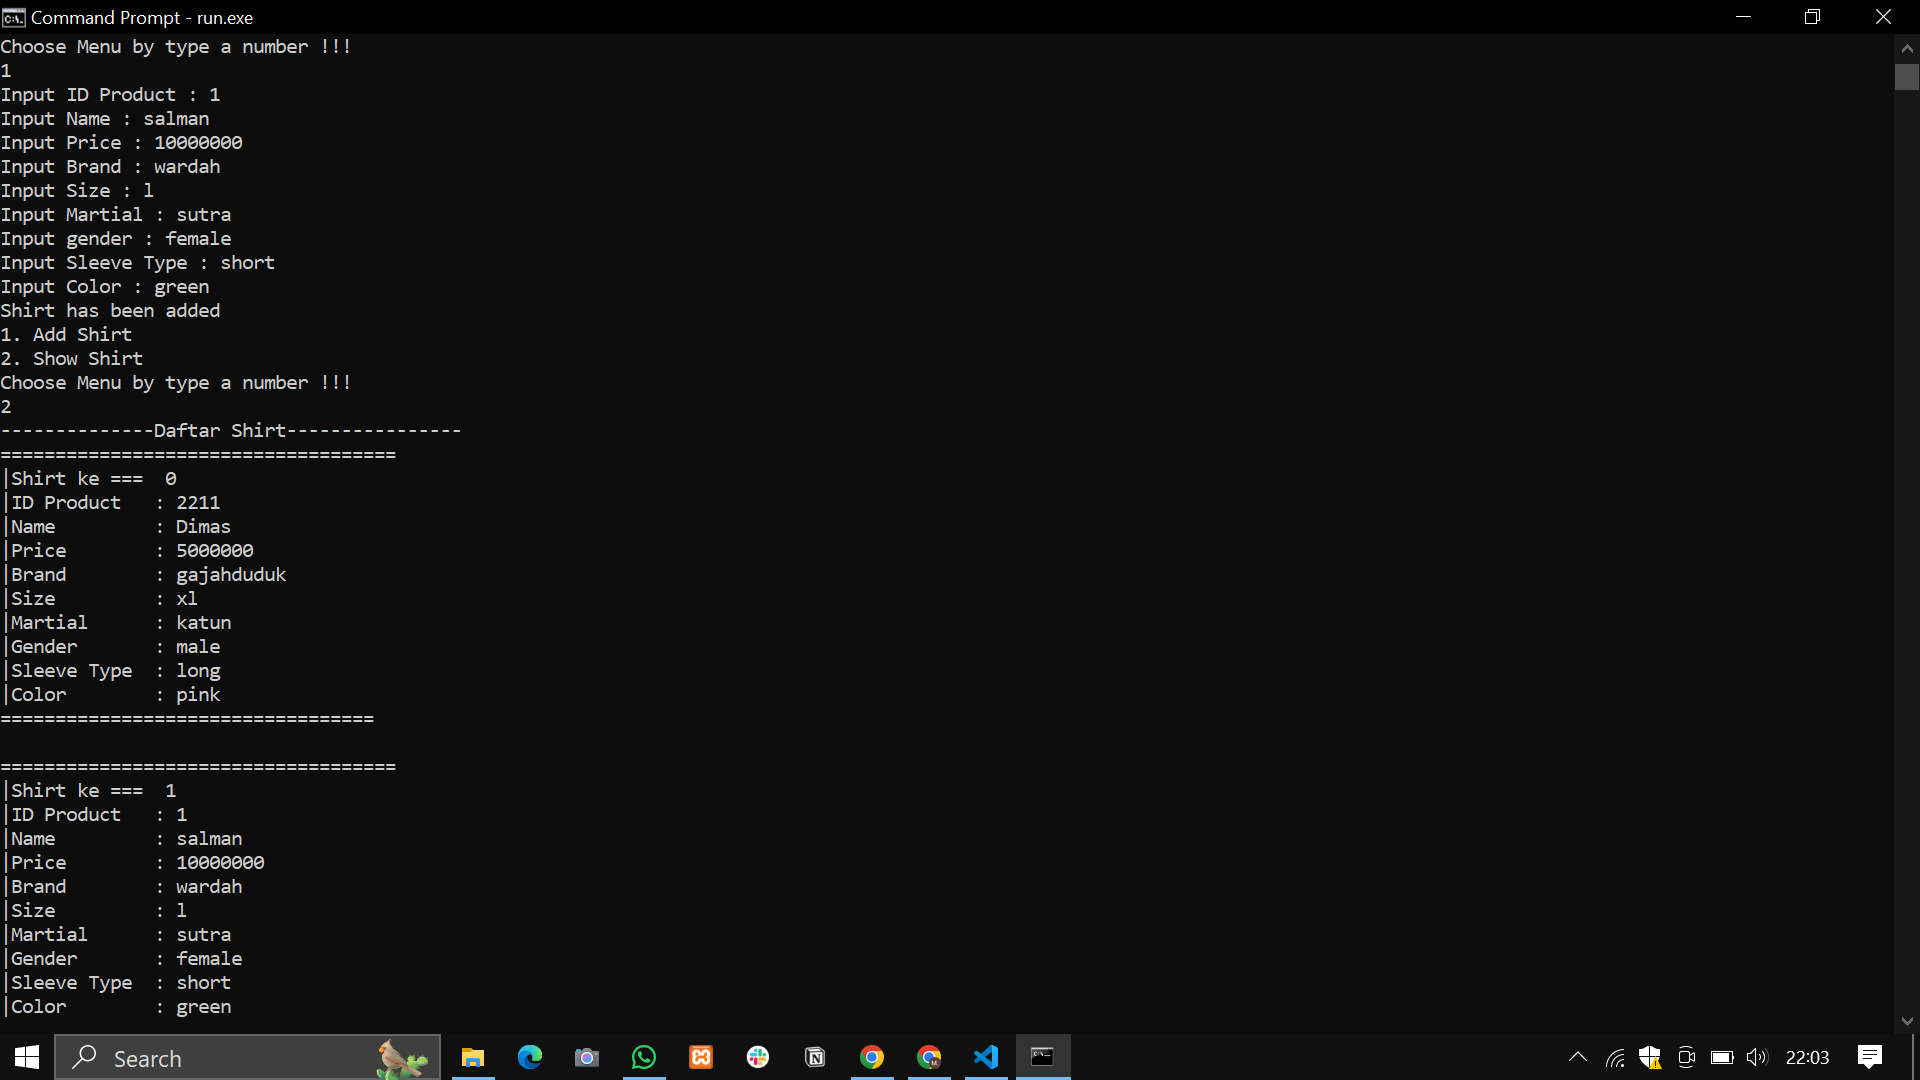 Command Prompt - run.exe
Choose Menu by type a number !!!
1
Input ID Product : 1
Input Name : salman
Input Price : 10000000
Input Brand : wardah
Input Size : l
Input Martial : sutra
Input gender : female
Input Sleeve Type : short
Input Color : green
Shirt has been added
1. Add Shirt
2. Show Shirt
Choose Menu by type a number !!!
2
--------------Daftar Shirt----------------
====================================
|Shirt ke ===  0
|ID Product   : 2211
|Name         : Dimas
|Price        : 5000000
|Brand        : gajahduduk
|Size         : xl
|Martial      : katun
|Gender       : male
|Sleeve Type  : long
|Color        : pink
==================================
====================================
|Shirt ke ===  1
|ID Product   : 1
|Name         : salman
|Price        : 10000000
|Brand        : wardah
|Size         : l
|Martial      : sutra
|Gender       : female
|Sleeve Type  : short
|Color        : green
Search
22:03